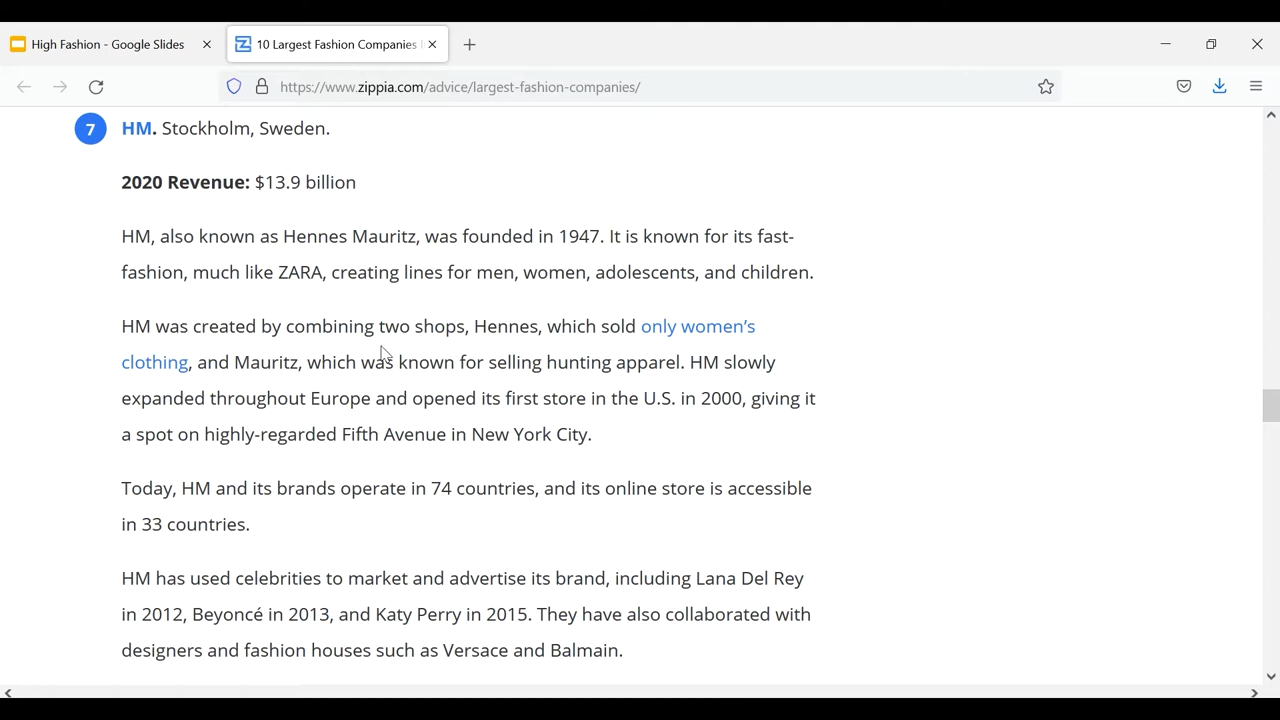 High Fashion - Google Slides
10 Largest Fashion Companies
https://www.zippia.com/advice/largest-fashion-companies/
7 HM. Stockholm, Sweden.
2020 Revenue: $13.9 billion
HM, also known as Hennes Mauritz, was founded in 1947. It is known for its fast-
fashion, much like ZARA, creating lines for men, women, adolescents, and children.
HM was created by combining two shops, Hennes, which sold only women’s
clothing, and Mauritz, which was known for selling hunting apparel. HM slowly
expanded throughout Europe and opened its first store in the U.S. in 2000, giving it
a spot on highly-regarded Fifth Avenue in New York City.
Today, HM and its brands operate in 74 countries, and its online store is accessible
in 33 countries.
HM has used celebrities to market and advertise its brand, including Lana Del Rey
in 2012, Beyoncé in 2013, and Katy Perry in 2015. They have also collaborated with
designers and fashion houses such as Versace and Balmain.